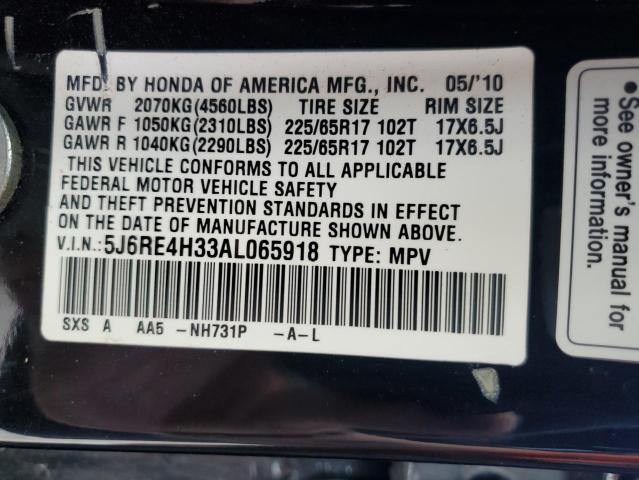 MFD. BY HONDA OF AMERICA MFG., INC. 05/'10
GVWR 2070KG(4560LBS) TIRE SIZE RIM SIZE
GAWR F 1050KG(2310LBS) 225/65R17 102T 17X6.5J
GAWR R 1040KG(2290LBS) 225/65R17 102T 17X6.5J
THIS VEHICLE CONFORMS TO ALL APPLICABLE
FEDERAL MOTOR VEHICLE SAFETY
AND THEFT PREVENTION STANDARDS IN EFFECT
ON THE DATE OF MANUFACTURE SHOWN ABOVE.
V.I.N.: 5J6RE4H33AL065918 TYPE: MPV
SXS A AA5 -NH731P -A-L
See owner's manual for
more information.